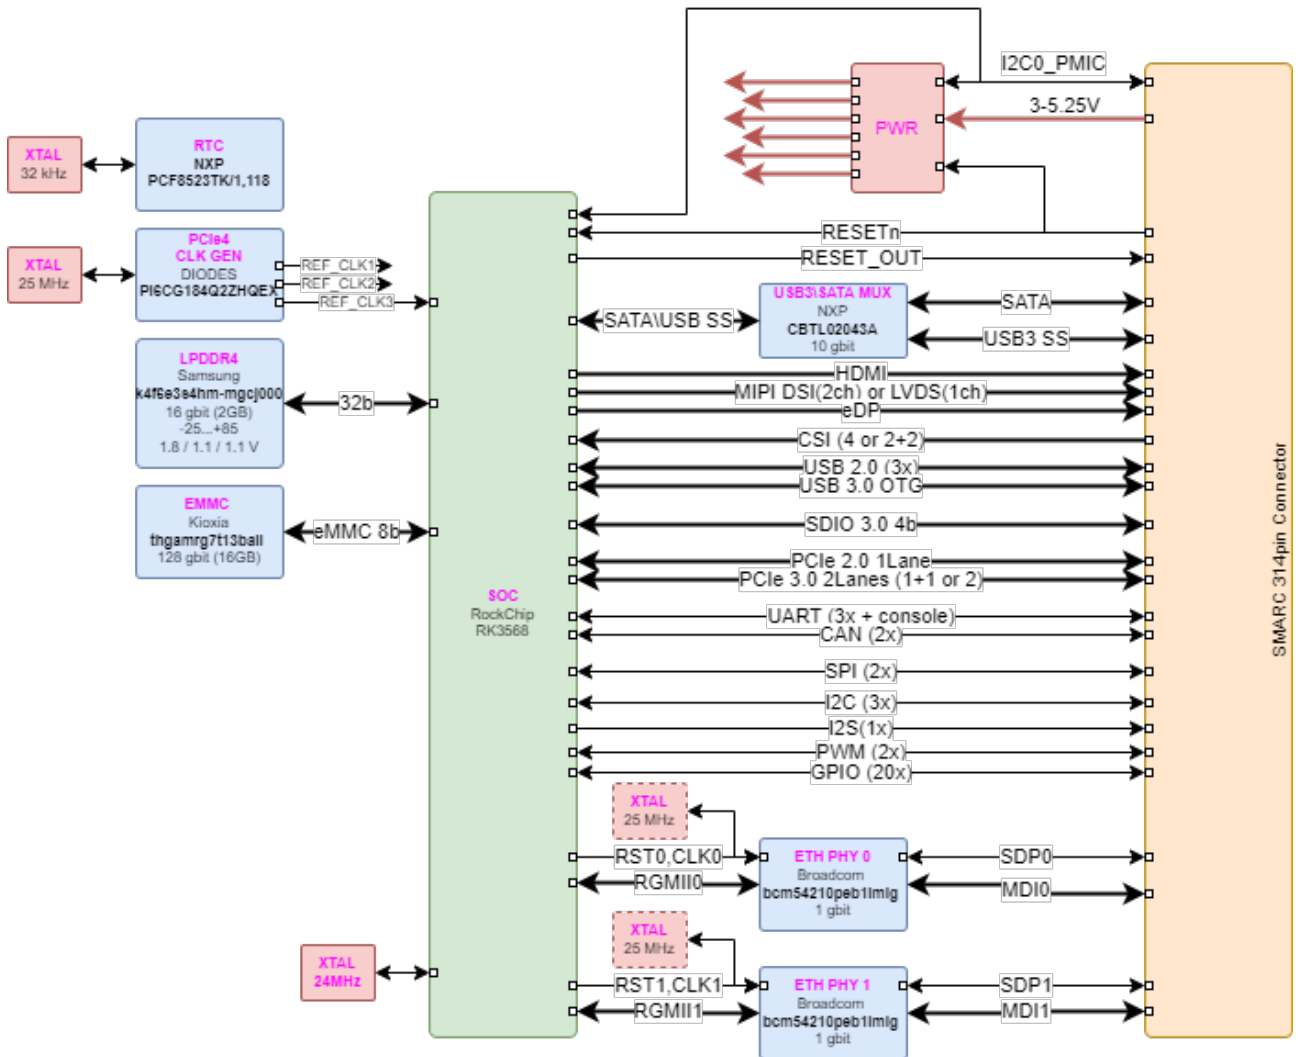 I2C0_PMIC
3-5.25V
PWR
XTAL
32 kHz
RTC
NXP
PCF8523TK/1,118
XTAL
25 MHz
PCIe4
CLK GEN
DIODES
PI6CG184Q2ZHQEX
REF_CLK1
REF_CLK2
REF_CLK3
RESETn
RESET_OUT
SATA\USB SS
USB3\SATA MUX
NXP
CBTL02043A
10 gbit
SATA
USB3 SS
LPDDR4
Samsung
k4f6e3s4hm-mgcj000
16 gbit (2GB)
-25...+85
1.8 / 1.1 / 1.1 V
32b
HDMI
MIPI DSI(2ch) or LVDS(1ch)
eDP
CSI (4 or 2+2)
USB 2.0 (3x)
USB 3.0 OTG
EMMC
Kioxia
thgamrg7t13bail
128 gbit (16GB)
eMMC 8b
SDIO 3.0 4b
PCIe 2.0 1Lane
PCIe 3.0 2Lanes (1+1 or 2)
SOC
RockChip
RK3568
UART (3x + console)
CAN (2x)
SPI (2x)
I2C (3x)
I2S(1x)
PWM (2x)
GPIO (20x)
SMARC 314pin Connector
XTAL
25 MHz
RST0,CLK0
RGMII0
ETH PHY 0
Broadcom
bcm54210peb1imlg
1 gbit
SDP0
MDI0
XTAL
25 MHz
XTAL
24MHz
RST1,CLK1
RGMII1
ETH PHY 1
Broadcom
bcm54210peb1imlg
1 gbit
SDP1
MDI1